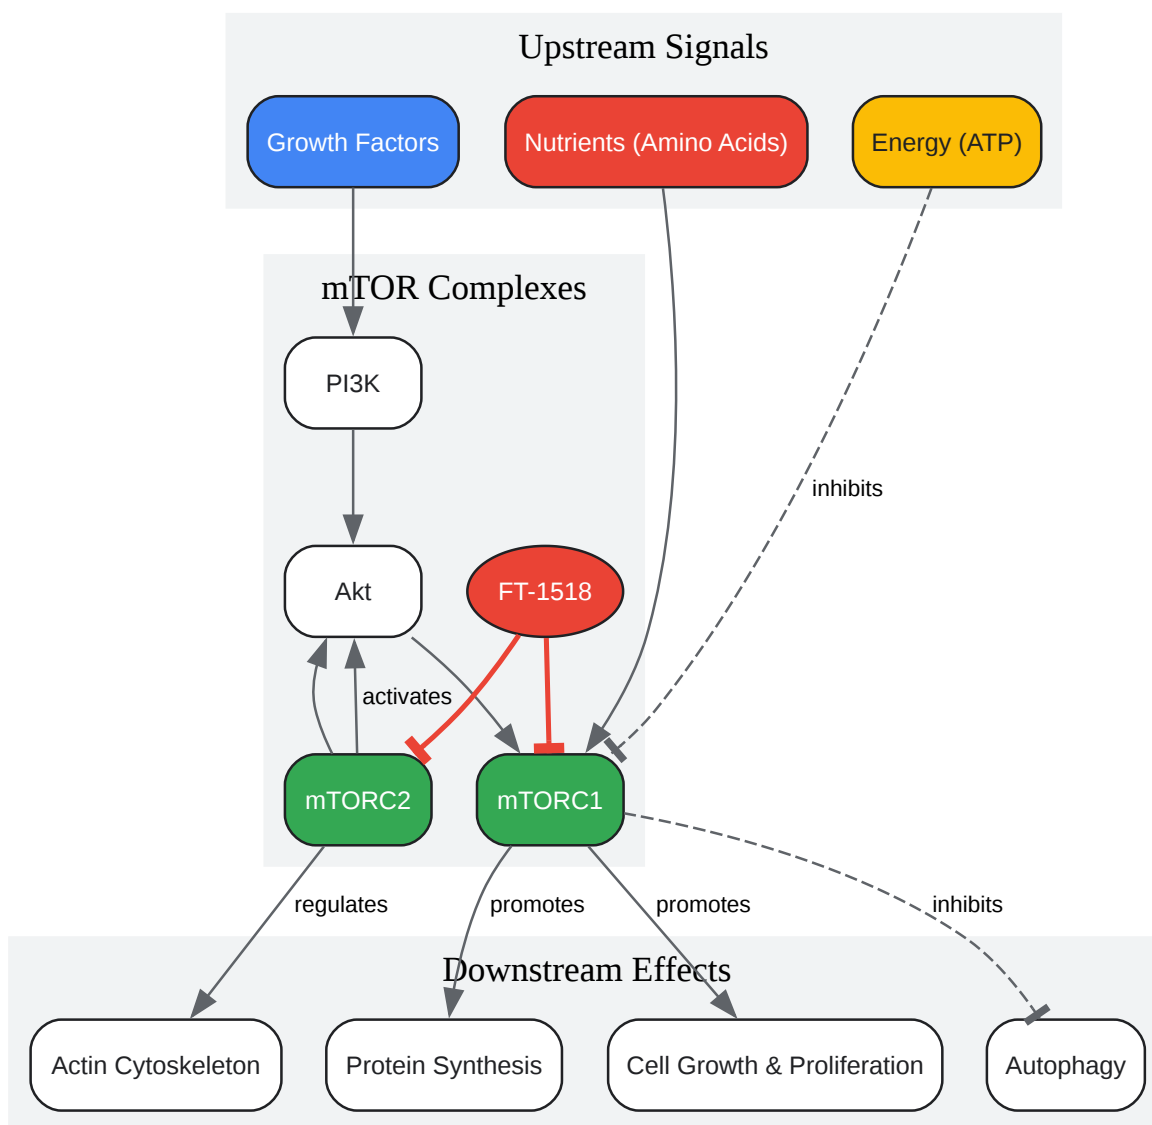 Upstream Signals
Growth Factors
Nutrients (Amino Acids)
Energy (ATP)
mTOR Complexes
PI3K
inhibits
Akt
FT-1518
activates
mTORC2
mTORC1
regulates
promotes
promotes
inhibits
Downstream Effects
Actin Cytoskeleton
Protein Synthesis
Cell Growth & Proliferation
Autophagy